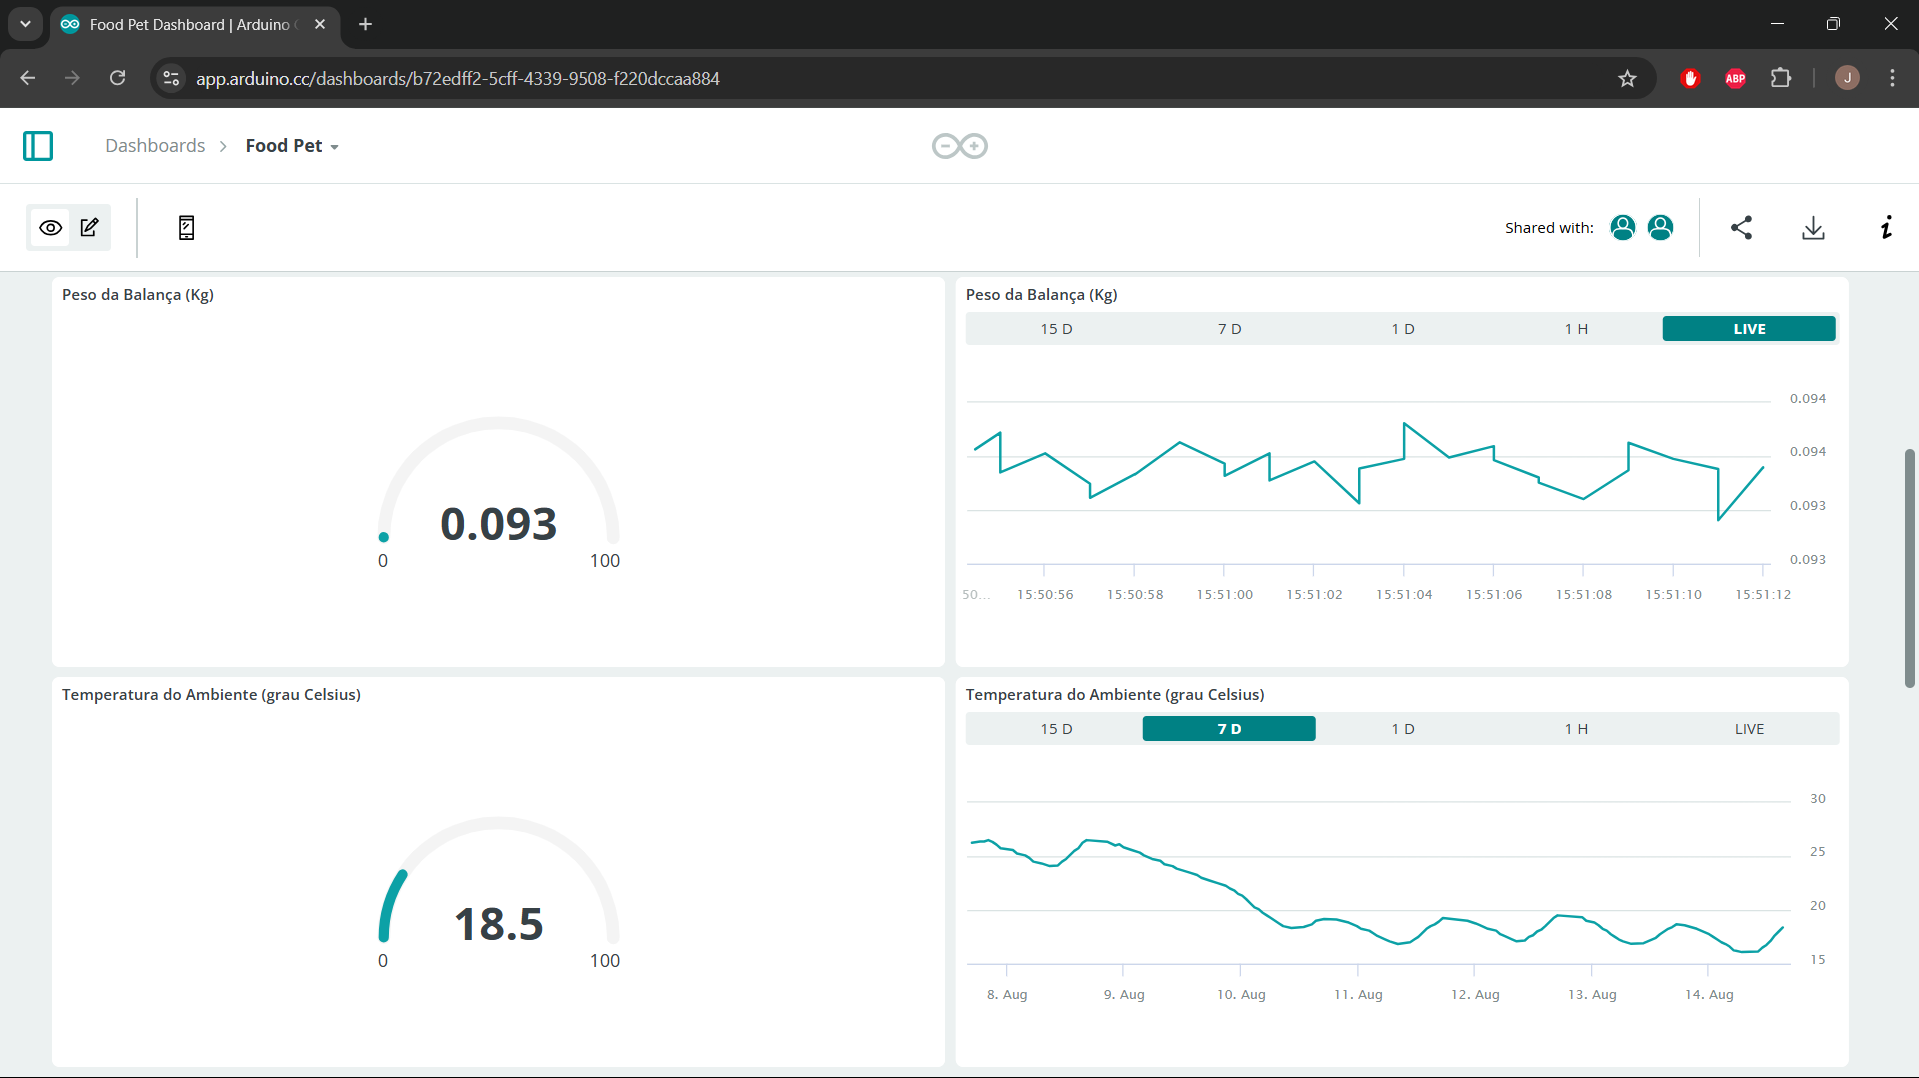 Food Pet Dashboard | Arduino
app.arduino.cc/dashboards/b72edff2-5cff-4339-9508-f220dccaa884
ABP
J
Dashboards > Food Pet
Shared with:
Peso da Balança (Kg)
0.093
0
100
Peso da Balança (Kg)
15 D 7 D 1 D 1 H LIVE
0.094
0.094
0.093
0.093
50... 15:50:56 15:50:58 15:51:00 15:51:02 15:51:04 15:51:06 15:51:08 15:51:10 15:51:12
Temperatura do Ambiente (grau Celsius)
18.5
0
100
Temperatura do Ambiente (grau Celsius)
15 D 7 D 1 D 1 H LIVE
30
25
20
15
8. Aug 9. Aug 10. Aug 11. Aug 12. Aug 13. Aug 14. Aug